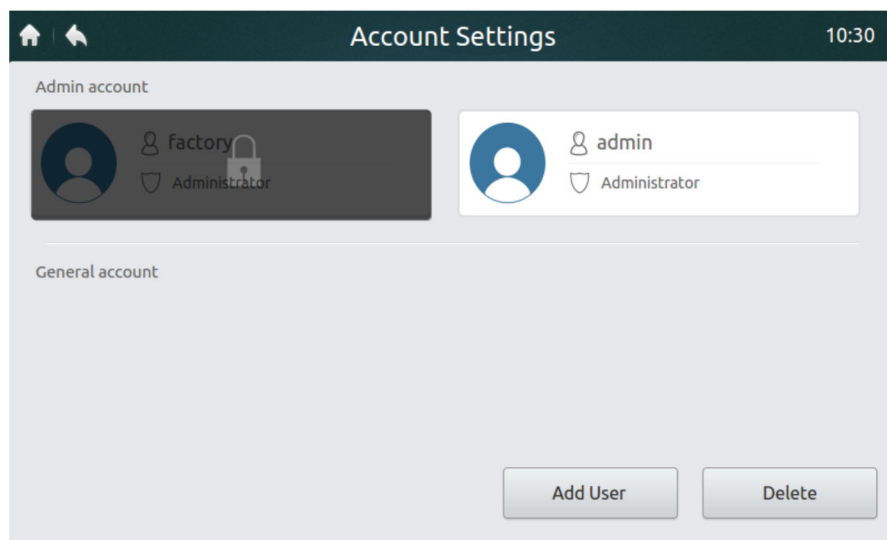 Account Settings 10:30
Admin account
factory admin
Administrator Administrator
General account
Add User Delete